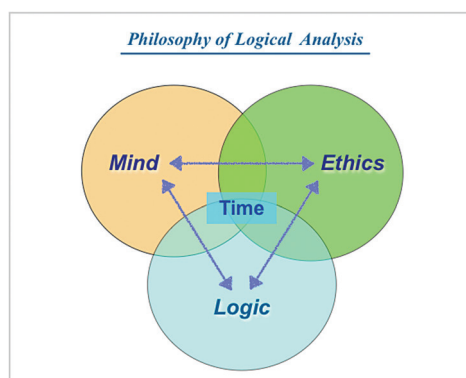 Philosophy of Logical Analysis
Mind
Ethics
Time
Logic